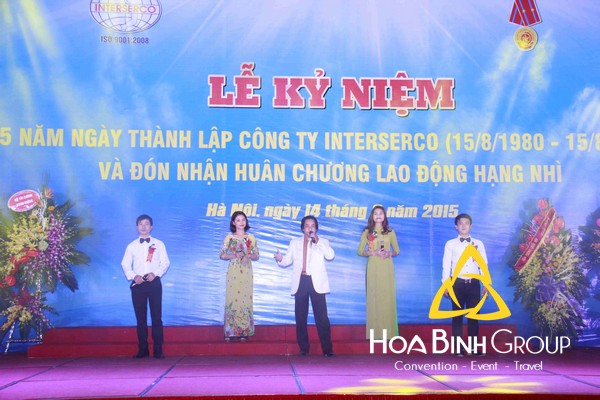 INTERSERCO
ISO 9001:2008
LỄ KỶ NIỆM
5 NĂM NGÀY THÀNH LẬP CÔNG TY INTERSERCO (15/8/1980 - 15/8
VÀ ĐÓN NHẬN HUÂN CHƯƠNG LAO ĐỘNG HẠNG NHÌ
Hà Nội, ngày 14 tháng 8 năm 2015
HOA BINH GROUP
Convention - Event - Travel